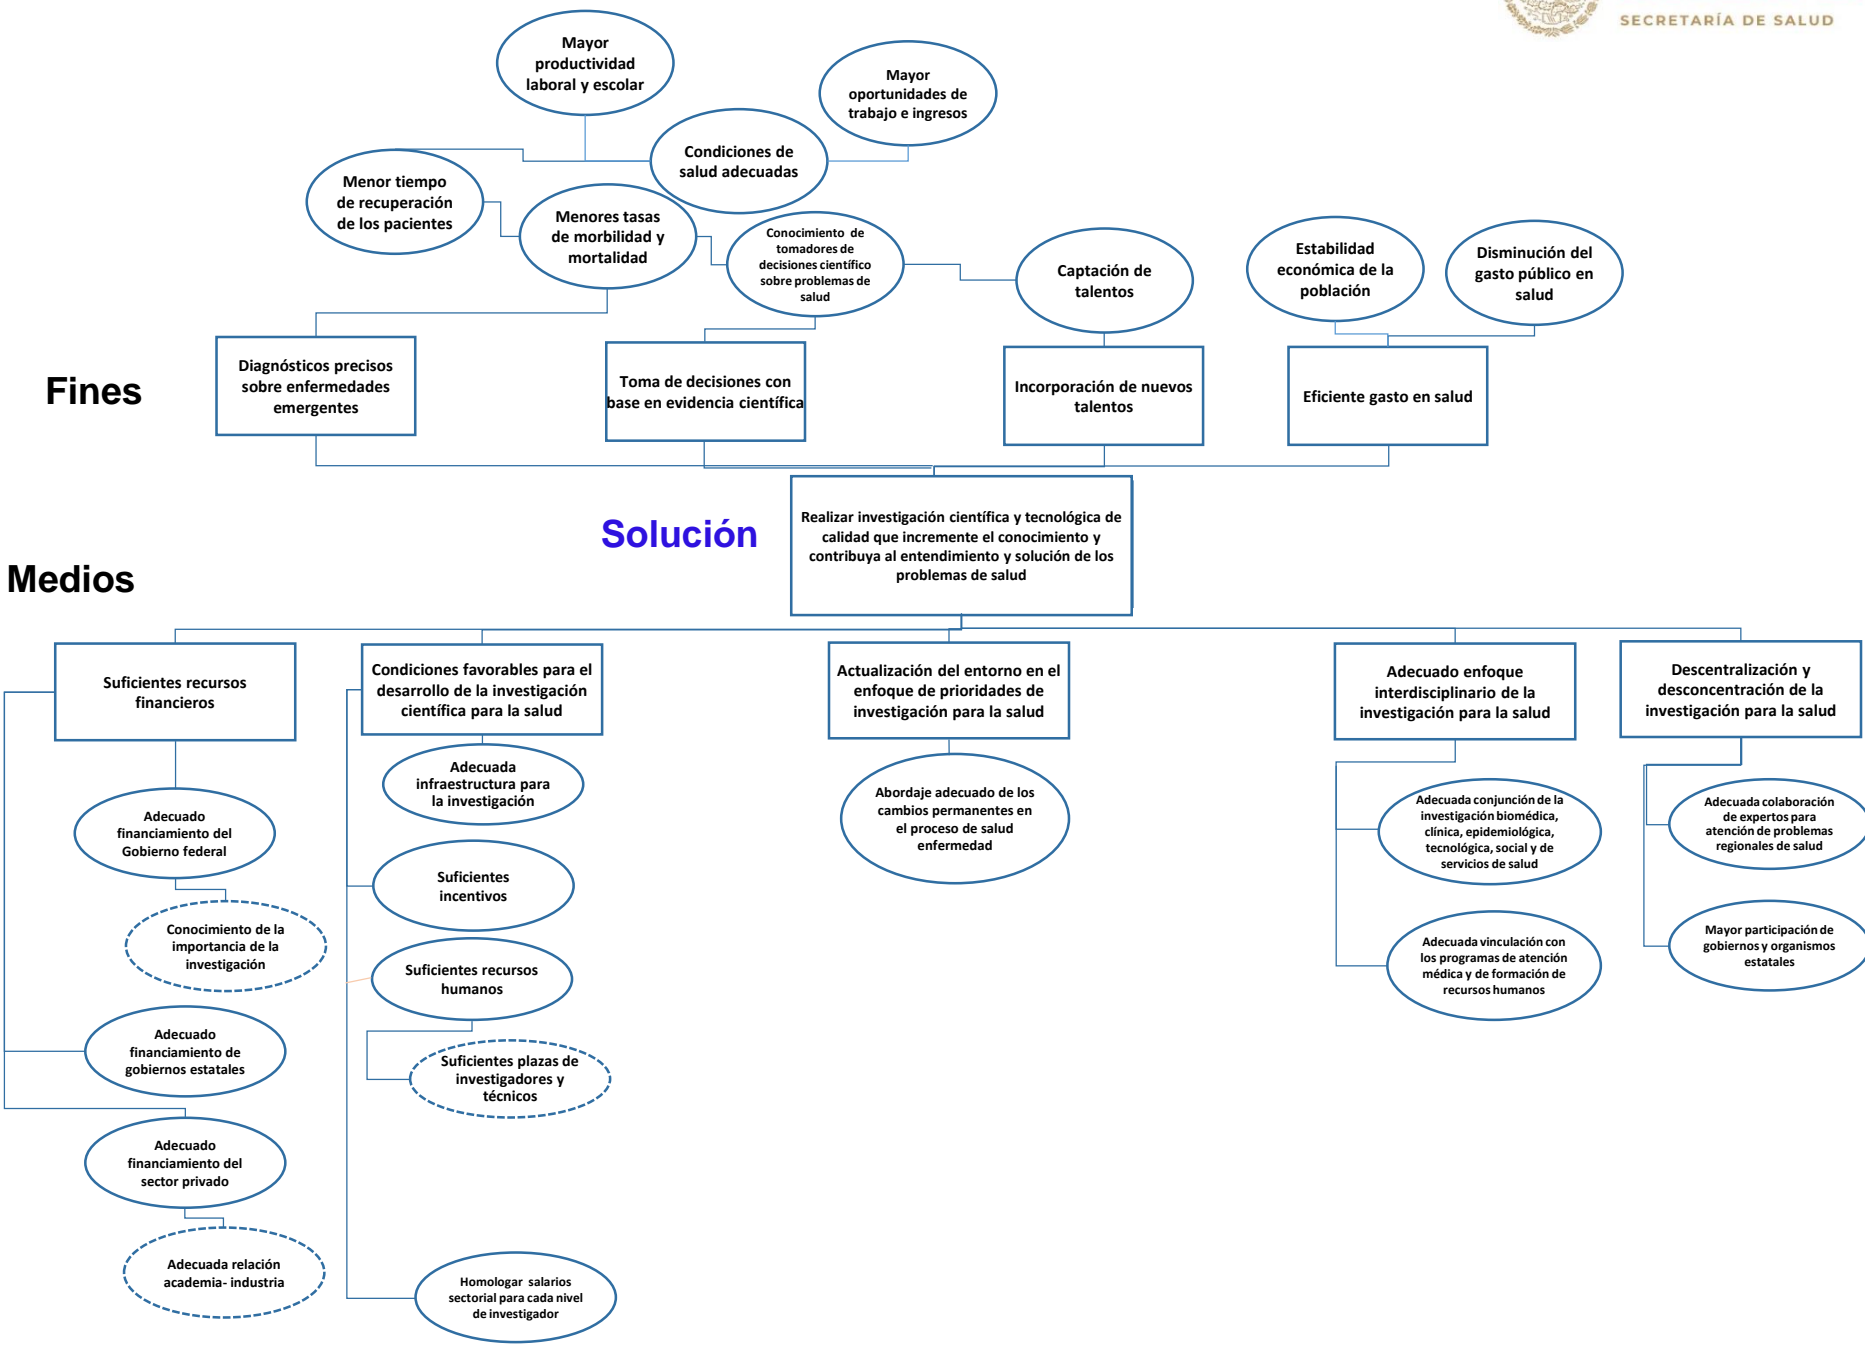 SECRETARÍA DE SALUD
Mayor
productividad
laboral y escolar
Mayor
oportunidades de
trabajo e ingresos
Condiciones de
salud adecuadas
Menor tiempo
de recuperación
de los pacientes
Menores tasas
de morbilidad y
mortalidad
Conocimiento de
tomadores de
decisiones científico
sobre problemas de
salud
Captación de
talentos
Estabilidad
económica de la
población
Disminución del
gasto público en
salud
Fines
Diagnósticos precisos
sobre enfermedades
emergentes
Toma de decisiones con
base en evidencia científica
Incorporación de nuevos
talentos
Eficiente gasto en salud
Solución
Realizar investigación científica y tecnológica de
calidad que incremente el conocimiento y
contribuya al entendimiento y solución de los
problemas de salud
Medios
Suficientes recursos
financieros
Condiciones favorables para el
desarrollo de la investigación
científica para la salud
Actualización del entorno en el
enfoque de prioridades de
investigación para la salud
Adecuado enfoque
interdisciplinario de la
investigación para la salud
Descentralización y
desconcentración de la
investigación para la salud
Adecuado
financiamiento del
Gobierno federal
Conocimiento de la
importancia de la
investigación
Adecuado
financiamiento de
gobiernos estatales
Adecuado
financiamiento del
sector privado
Adecuada relación
academia- industria
Adecuada
infraestructura para
la investigación
Suficientes
incentivos
Suficientes recursos
humanos
Suficientes plazas de
investigadores y
técnicos
Homologar salarios
sectorial para cada nivel
de investigador
Abordaje adecuado de los
cambios permanentes en
el proceso de salud
enfermedad
Adecuada conjunción de la
investigación biomédica,
clínica, epidemiológica,
tecnológica, social y de
servicios de salud
Adecuada vinculación con
los programas de atención
médica y de formación de
recursos humanos
Adecuada colaboración
de expertos para
atención de problemas
regionales de salud
Mayor participación de
gobiernos y organismos
estatales